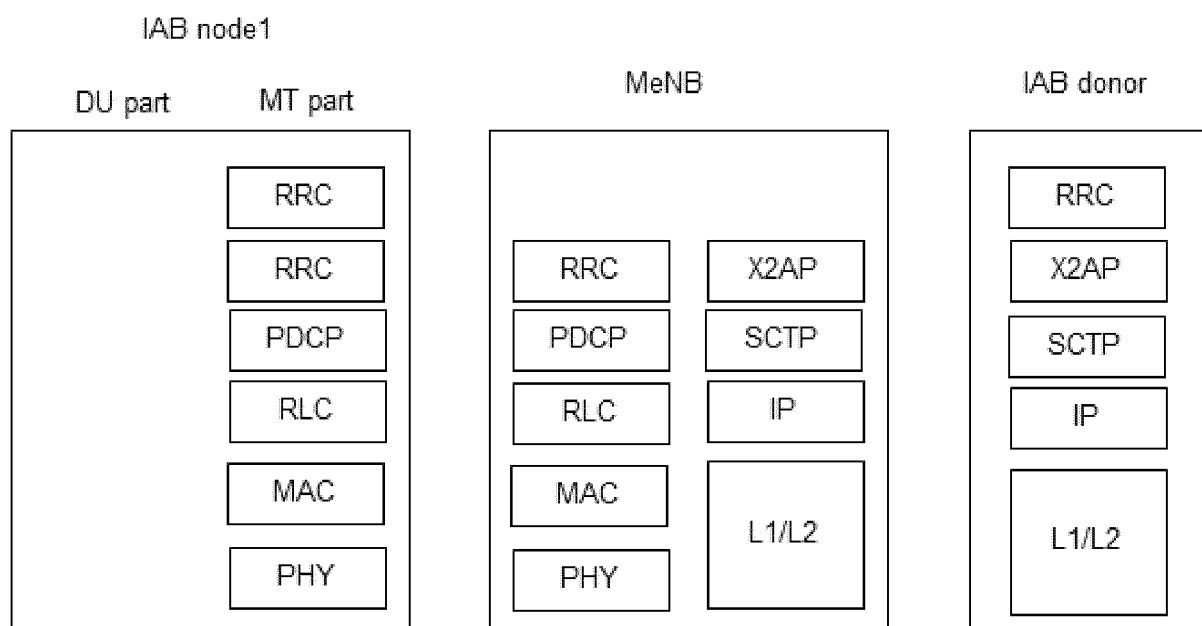 IAB node1
DU part
MT part
RRC
RRC
PDCP
RLC
MAC
PHY
MeNB
RRC
PDCP
RLC
MAC
PHY
X2AP
SCTP
IP
L1/L2
IAB donor
RRC
X2AP
SCTP
IP
L1/L2